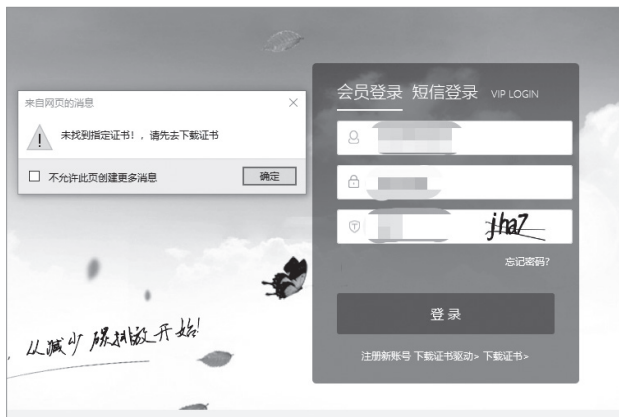 会员登录 短信登录 VIP LOGIN
来自网页的消息
未找到指定证书!，请先去下载证书
不允许此页创建更多消息
确定
jha7
忘记密码?
登 录
从减少碳排放开始!
注册新账号 下载证书驱动> 下载证书>